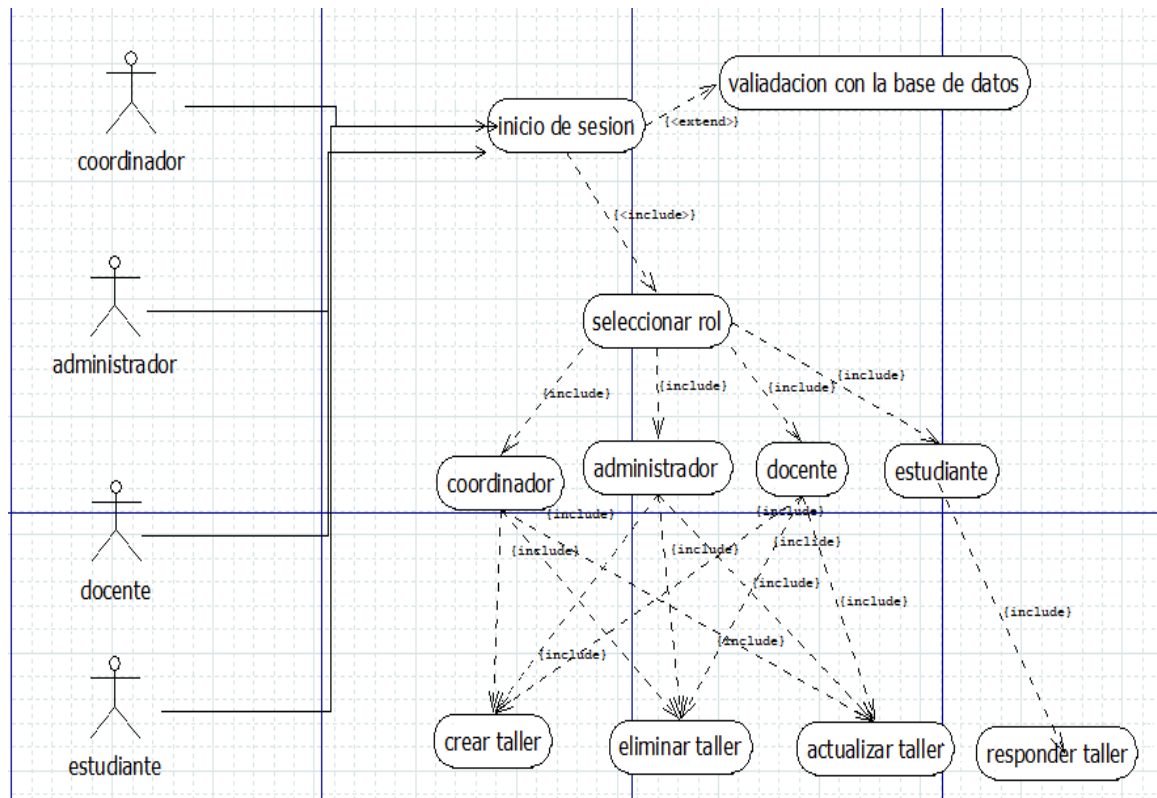 valiadacion con la base de datos
inicio de sesion
{<extend>}
coordinador
{<include>}
seleccionar rol
administrador
{include}
{include}
{include}
{include}
coordinador
administrador
docente
estudiante
{include}
{include}
{include}
{include}
{inclide}
{include}
docente
{include}
{include}
{include}
{include}
estudiante
crear taller
eliminar taller
actualizar taller
responder taller